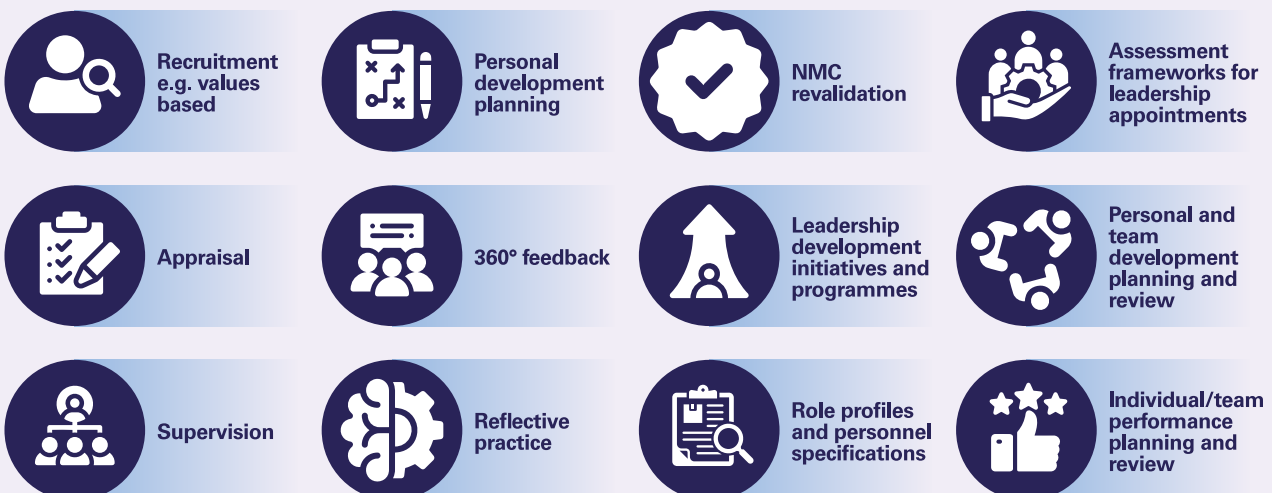 Recruitment
e.g. values
based
Personal
development
planning
NMC
revalidation
Assessment
frameworks for
leadership
appointments
Appraisal
360° feedback
Leadership
development
initiatives and
programmes
Personal and
team
development
planning and
review
Supervision
Reflective
practice
Role profiles
and personnel
specifications
Individual/team
performance
planning and
review